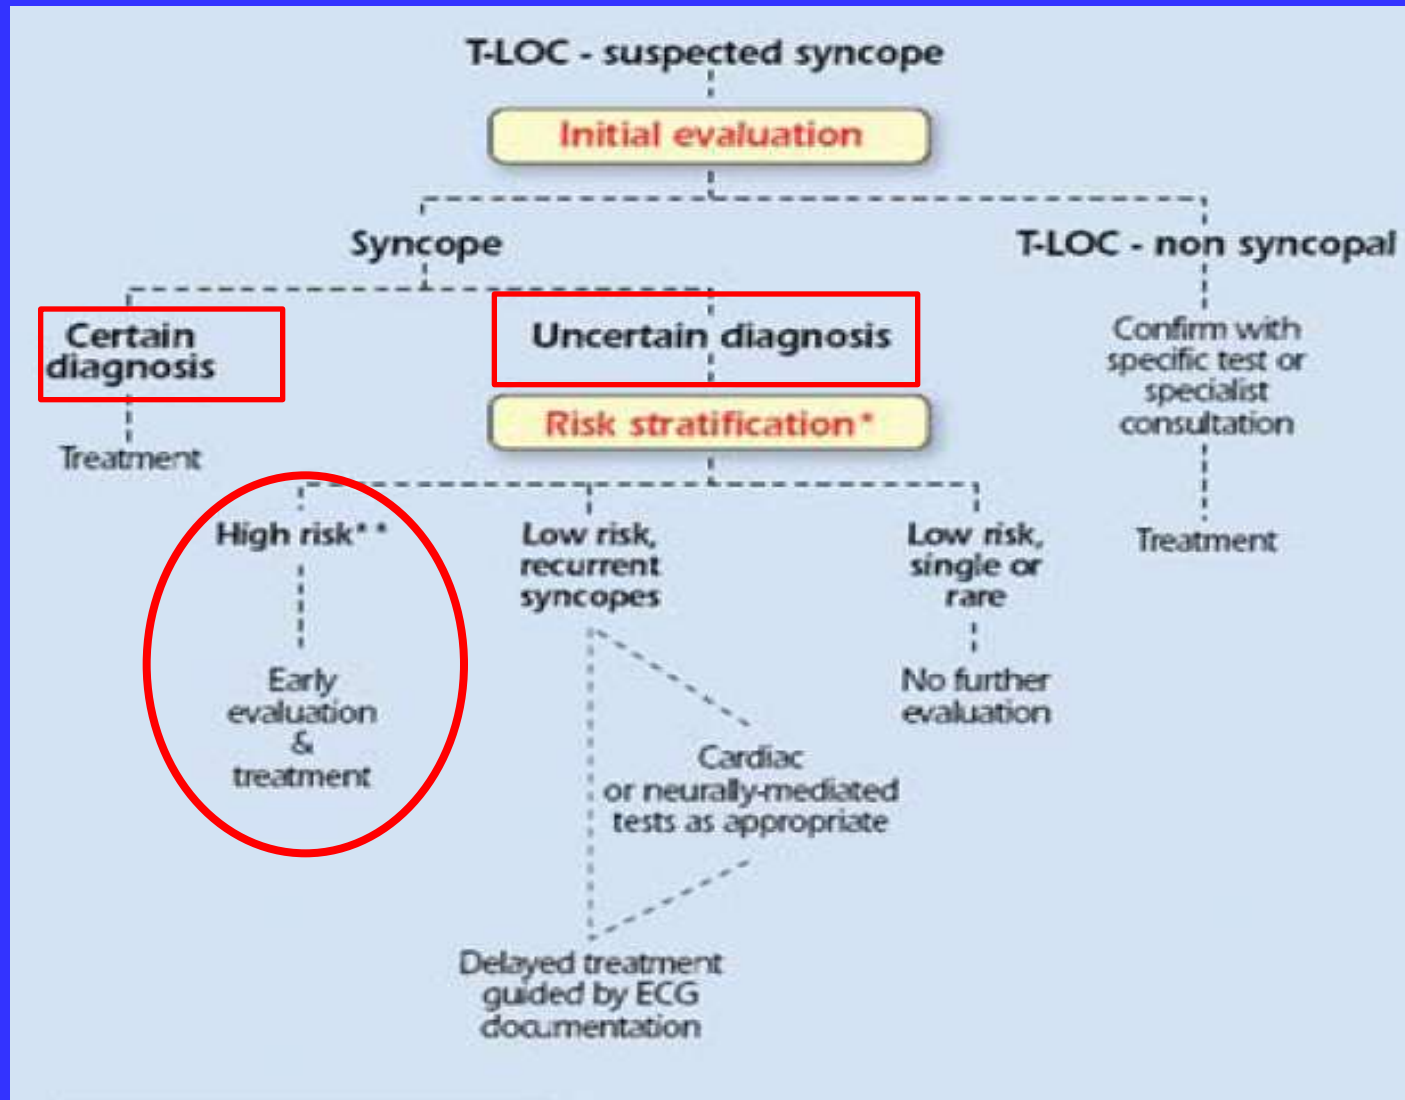 T-LOC - suspected syncope
Initial evaluation
Syncope
T-LOC - non syncopal
Certain
diagnosis
Uncertain diagnosis
Confirm with
specific test or
specialist
consultation
Treatment
Risk stratification*
Treatment
High risk**
Low risk,
recurrent
syncopes
Low risk,
single or
rare
Early
evaluation
&
treatment
No further
evaluation
Cardiac
or neurally-mediated
tests as appropriate
Delayed treatment
guided by ECG
documentation